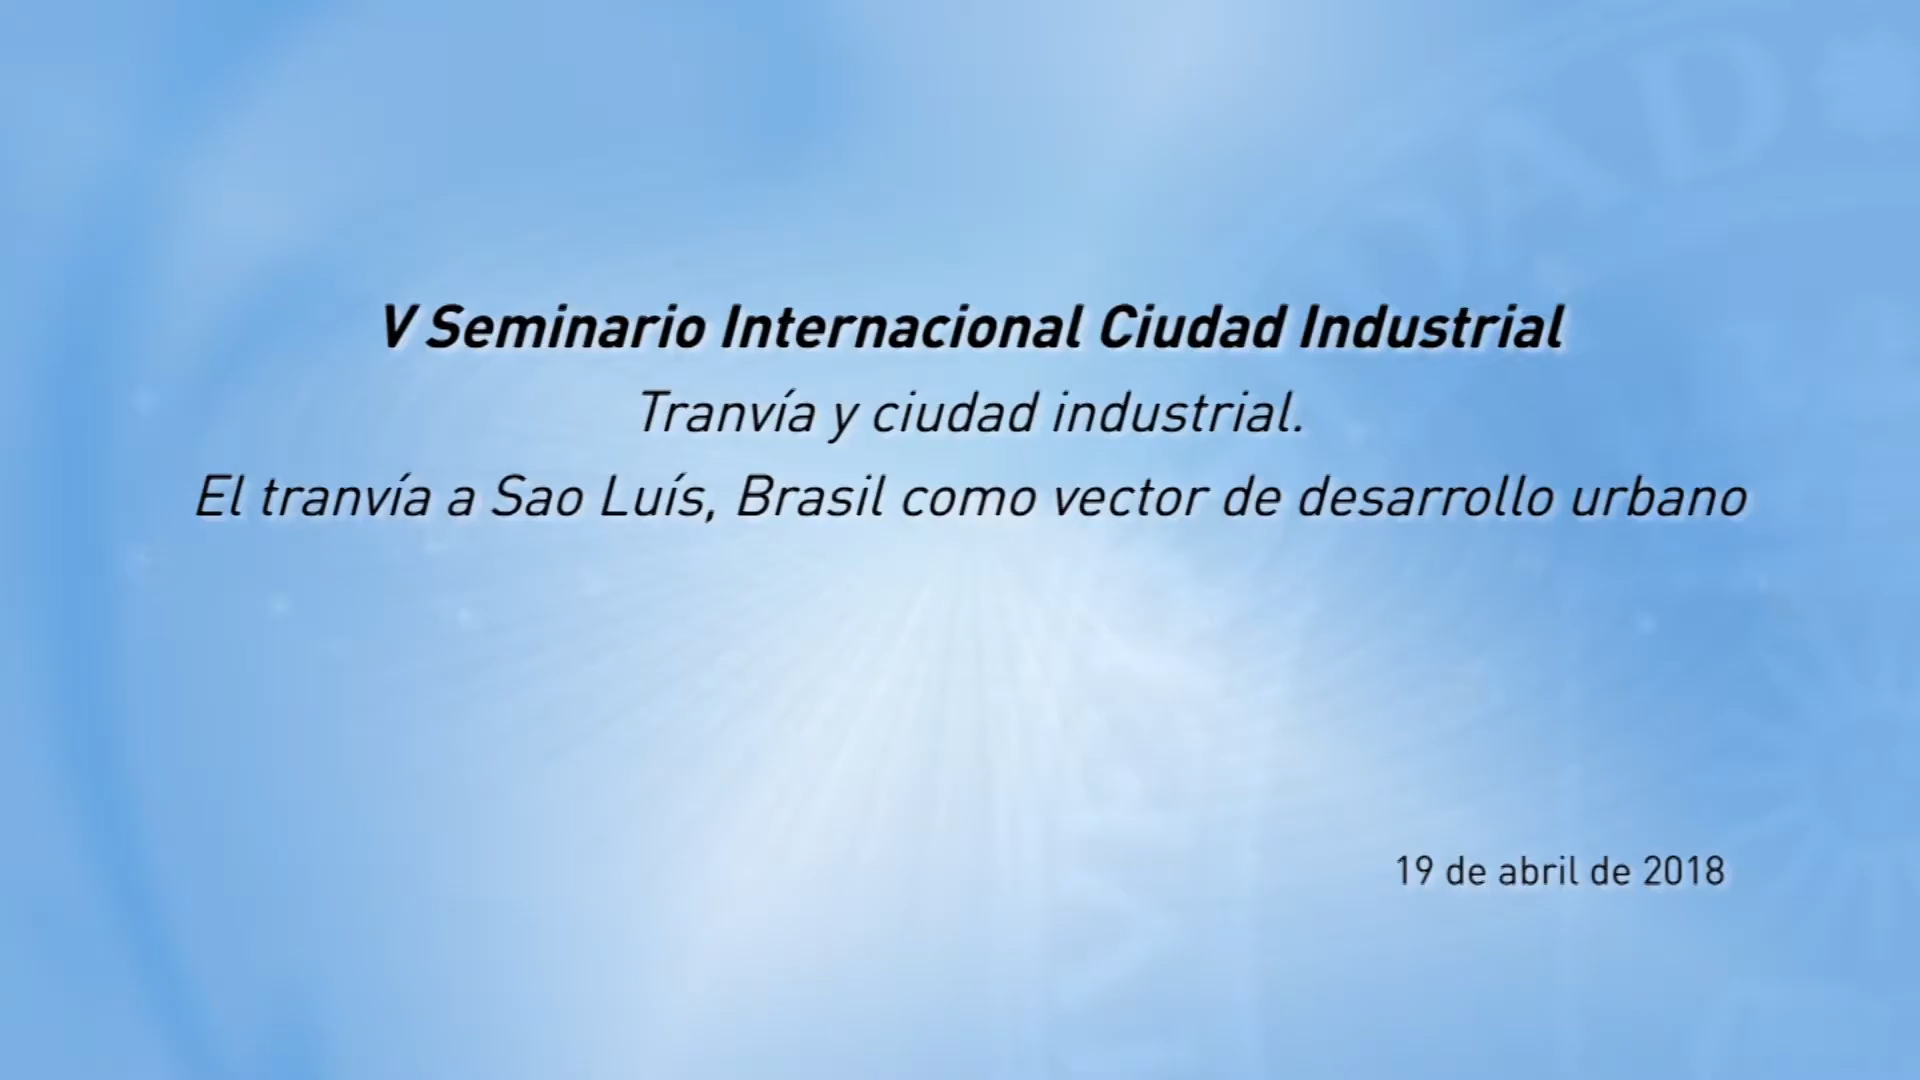 V Seminario Internacional Ciudad Industrial
Tranvía y ciudad industrial.
El tranvía a Sao Luís, Brasil como vector de desarrollo urbano
19 de abril de 2018